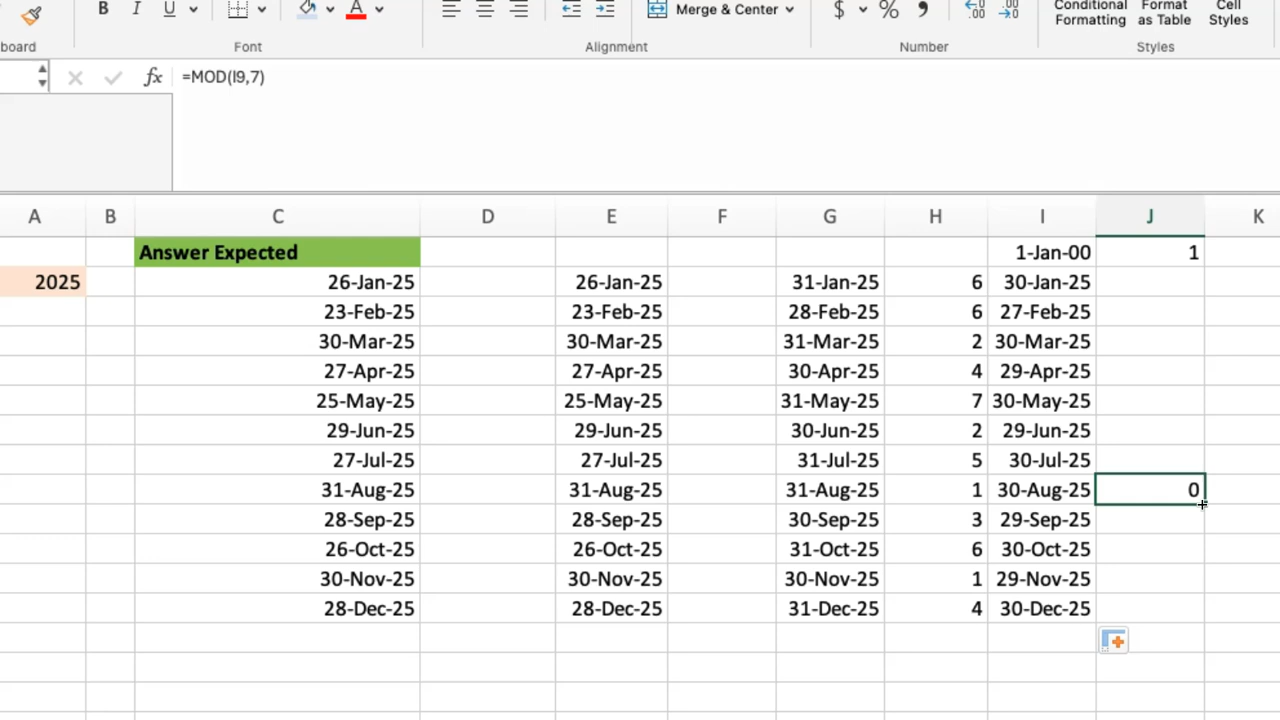 B I U A Merge & Center $ % 9 Conditional Formatting Format as Table Cell Styles
board Font Alignment Number Styles
fx =MOD(I9,7)
A B C D E F G H I J K
Answer Expected 1-Jan-00 1
2025 26-Jan-25 26-Jan-25 31-Jan-25 6 30-Jan-25
23-Feb-25 23-Feb-25 28-Feb-25 6 27-Feb-25
30-Mar-25 30-Mar-25 31-Mar-25 2 30-Mar-25
27-Apr-25 27-Apr-25 30-Apr-25 4 29-Apr-25
25-May-25 25-May-25 31-May-25 7 30-May-25
29-Jun-25 29-Jun-25 30-Jun-25 2 29-Jun-25
27-Jul-25 27-Jul-25 31-Jul-25 5 30-Jul-25
31-Aug-25 31-Aug-25 31-Aug-25 1 30-Aug-25 0
28-Sep-25 28-Sep-25 30-Sep-25 3 29-Sep-25
26-Oct-25 26-Oct-25 31-Oct-25 6 30-Oct-25
30-Nov-25 30-Nov-25 30-Nov-25 1 29-Nov-25
28-Dec-25 28-Dec-25 31-Dec-25 4 30-Dec-25